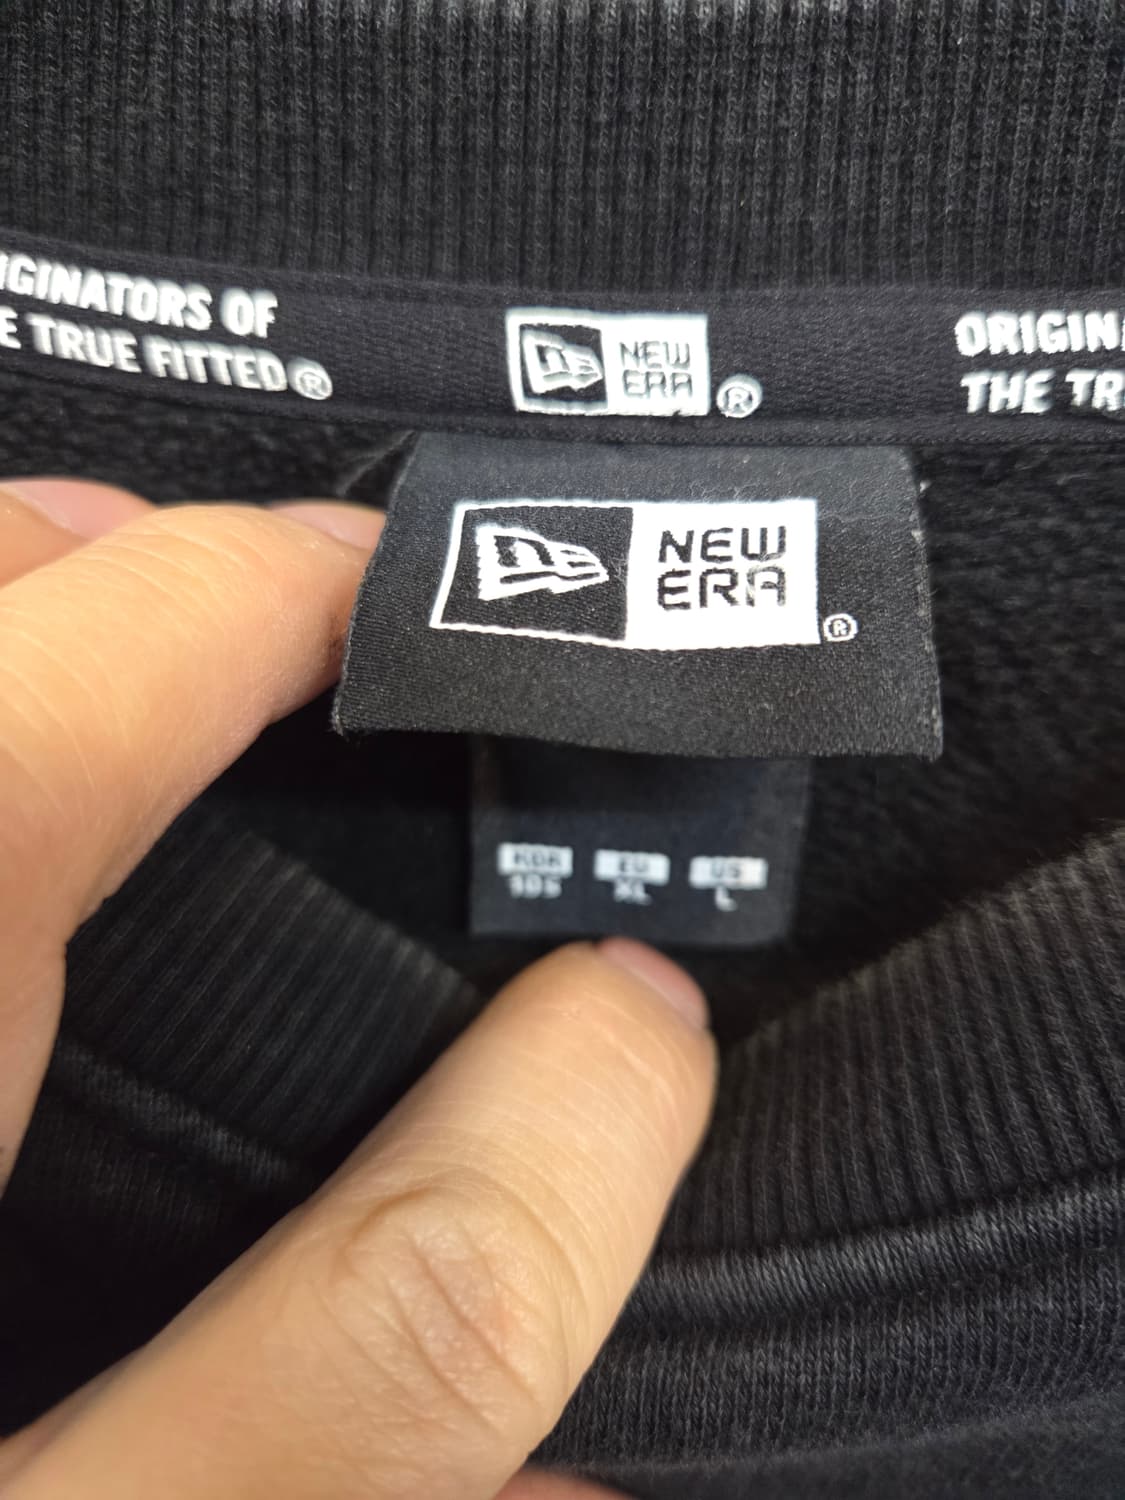 IGINATORS OF
E TRUE FITTED®
NEW
ERA ®
ORIGIN
THE TR
NEW
ERA ®
KOR EU US
105 XL L